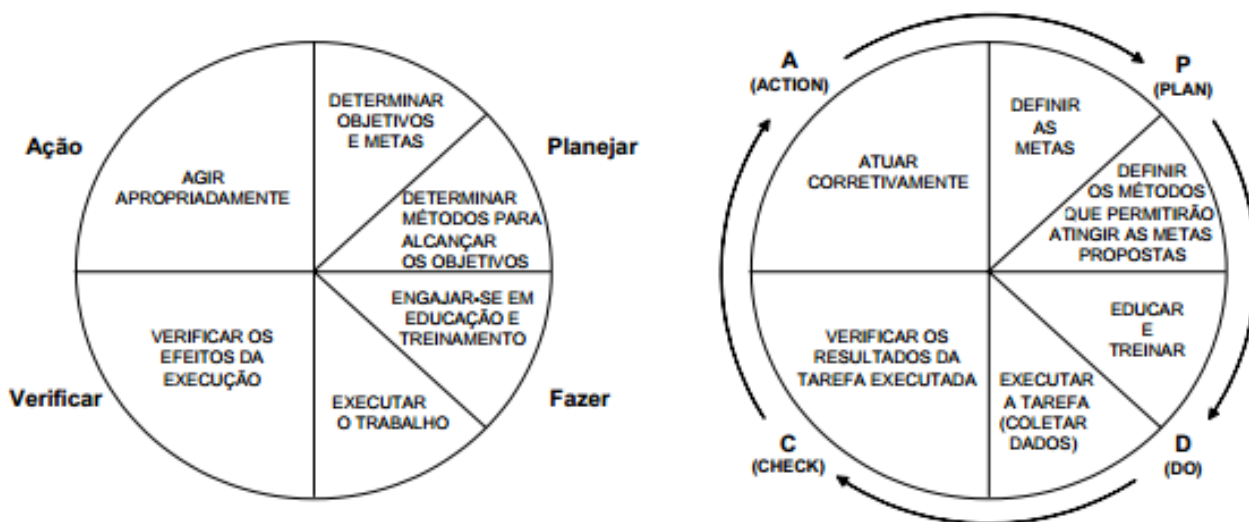 Ação
Planejar
Verificar
Fazer
DETERMINAR
OBJETIVOS
E METAS
DETERMINAR
MÉTODOS PARA
ALCANÇAR
OS OBJETIVOS
ENGAJAR-SE EM
EDUCAÇÃO E
TREINAMENTO
EXECUTAR
O TRABALHO
VERIFICAR OS
EFEITOS DA
EXECUÇÃO
AGIR
APROPRIADAMENTE
A
(ACTION)
P
(PLAN)
DEFINIR
AS
METAS
DEFINIR
OS MÉTODOS
QUE PERMITIRÃO
ATINGIR AS METAS
PROPOSTAS
EDUCAR
E
TREINAR
EXECUTAR
A TAREFA
(COLETAR
DADOS)
VERIFICAR OS
RESULTADOS DA
TAREFA EXECUTADA
ATUAR
CORRETIVAMENTE
C
(CHECK)
D
(DO)